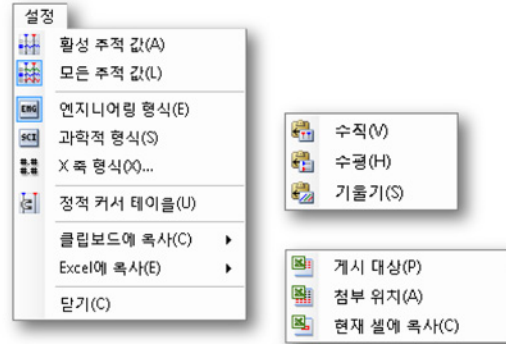 설정
활성 추적 값(A)
모든 추적 값(L)
ENG 엔지니어링 형식(E)
SCI 과학적 형식(S)
X 축 형식(X)...
정적 커서 테이을(U)
클립보드에 복사(C)
Excel에 복사(E)
닫기(C)
수직(V)
수평(H)
기울기(S)
게시 대상(P)
첨부 위치(A)
현재 셀에 복사(C)